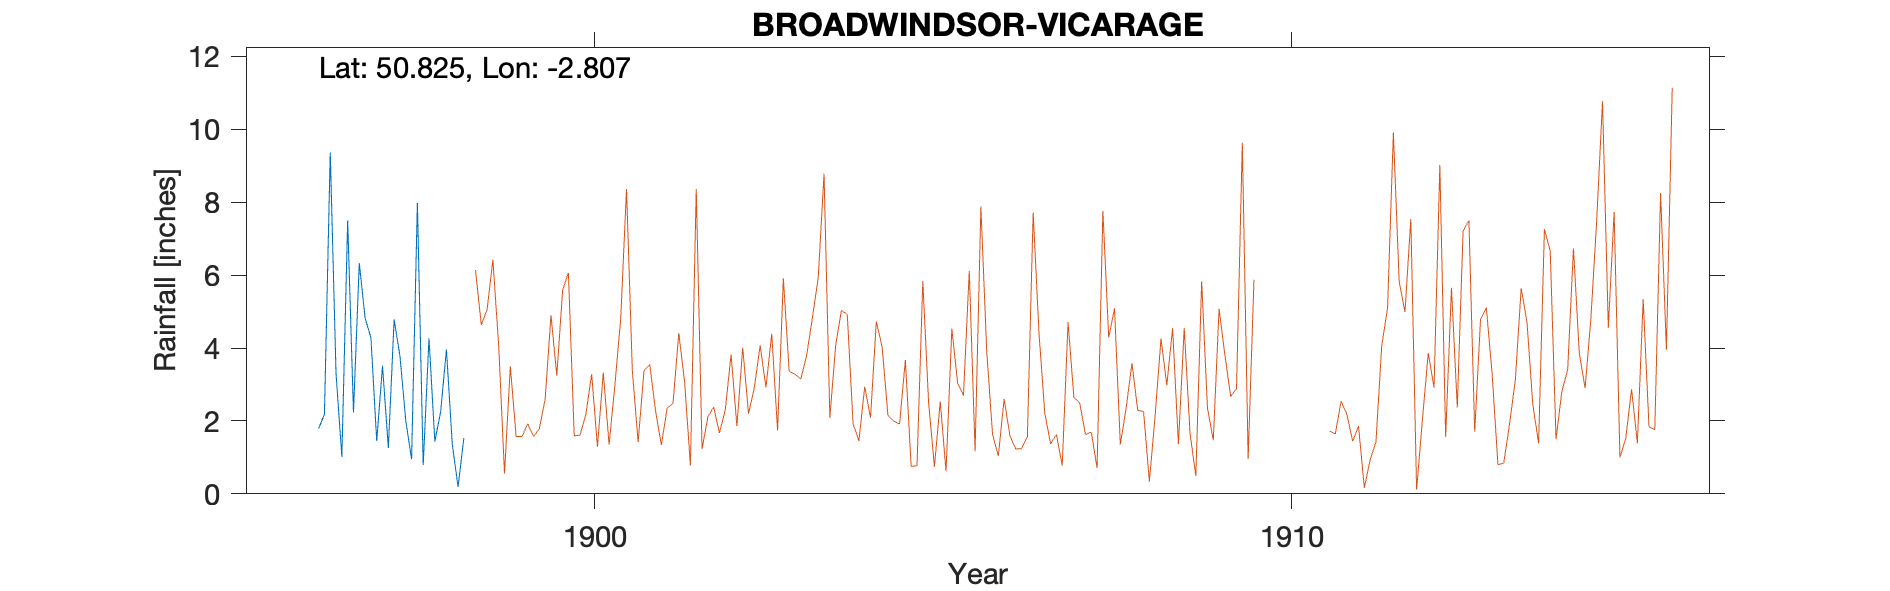 BROADWINDSOR-VICARAGE
Lat: 50.825, Lon: -2.807
12
10
8
6
4
2
0
Rainfall [inches]
1900
1910
Year